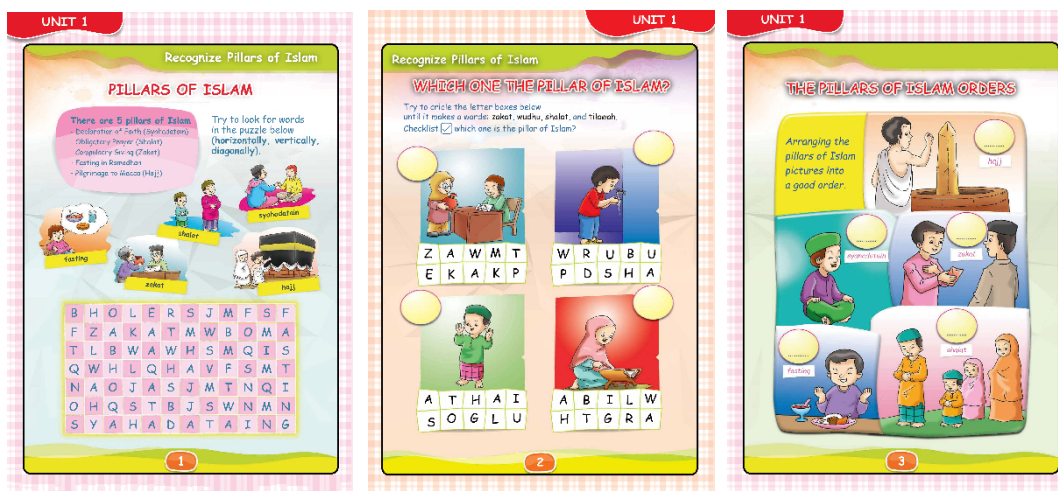 UNIT 1
Recognize Pillars of Islam
PILLARS OF ISLAM
There are 5 pillars of Islam
- Declaration of Faith (Syahadatain)
- Obligatory Prayer (Shalat)
- Compulsory Giving (Zakat)
- Fasting in Ramadhan
- Pilgrimage to Macca (Hajj)
Try to look for words
in the puzzle below
(horizontally, vertically,
diagonally).
syahadatain
shalat
fasting
zakat
hajj
B H O L E R S J M F S F
F Z A K A T M W B O M A
T L B W A W H S M Q I S
Q W H L Q H A V F S M T
N A O J A S J M T N Q I
O H Q S T B J S W N M N
S Y A H A D A T A I N G
1
UNIT 1
Recognize Pillars of Islam
WHICH ONE THE PILLAR OF ISLAM?
Try to cricle the letter boxes below
until it makes a words: zakat, wudhu, shalat, and tilawah.
Checklist which one is the pillar of Islam?
Z A W M T
E K A K P
W R U B U
P D S H A
A T H A I
S O G L U
A B I L W
H T G R A
2
UNIT 1
THE PILLARS OF ISLAM ORDERS
Arranging the
pillars of Islam
pictures into
a good order.
hajj
syahadatain
zakat
fasting
shalat
3